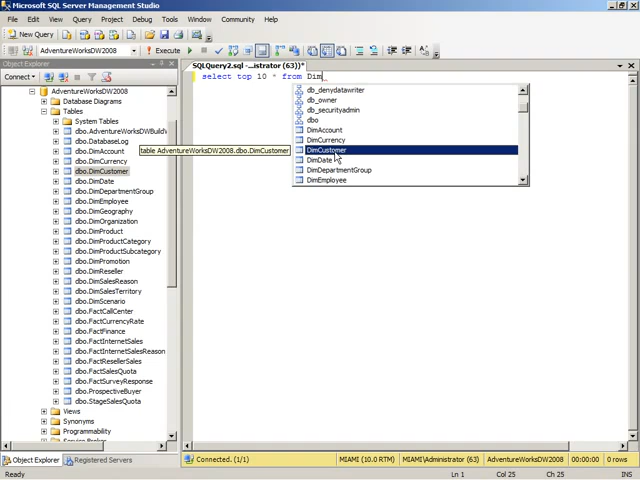 Microsoft SQL Server Management Studio
File Edit View Query Project Debug Tools Window Community Help
New Query
AdventureWorksDW2008 Execute
Object Explorer
Connect
AdventureWorksDW2008
Database Diagrams
Tables
System Tables
dbo.AdventureWorksDWBuildV
dbo.DatabaseLog
dbo.DimAccount
dbo.DimCurrency
dbo.DimCustomer
dbo.DimDate
dbo.DimDepartmentGroup
dbo.DimEmployee
dbo.DimGeography
dbo.DimOrganization
dbo.DimProduct
dbo.DimProductCategory
dbo.DimProductSubcategory
dbo.DimPromotion
dbo.DimReseller
dbo.DimSalesReason
dbo.DimSalesTerritory
dbo.DimScenario
dbo.FactCallCenter
dbo.FactCurrencyRate
dbo.FactFinance
dbo.FactInternetSales
dbo.FactInternetSalesReason
dbo.FactResellerSales
dbo.FactSalesQuota
dbo.FactSurveyResponse
dbo.ProspectiveBuyer
dbo.StageSalesQuota
Views
Synonyms
Programmability
Object Explorer Registered Servers
SQLQuery2.sql -...istrator (63))*
select top 10 * from Dim
db_denydatawriter
db_owner
db_securityadmin
dbo
DimAccount
DimCurrency
DimCustomer
DimDate
DimDepartmentGroup
DimEmployee
table AdventureWorksDW2008.dbo.DimCustomer
Connected. (1/1) MIAMI (10.0 RTM) MIAMI\Administrator (63) AdventureWorksDW2008 00:00:00 0 rows
Ready Ln 1 Col 25 Ch 25 INS